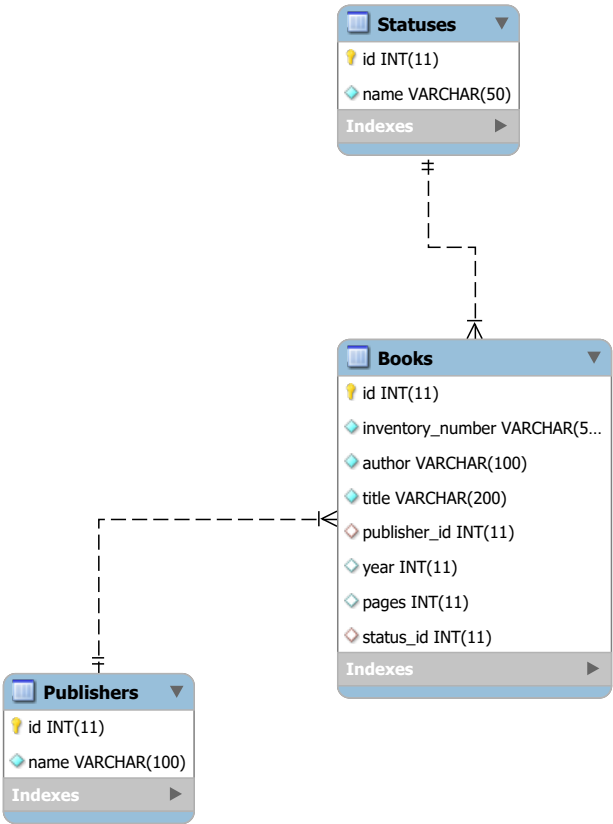 Statuses
id INT(11)
name VARCHAR(50)
Indexes
Books
id INT(11)
inventory_number VARCHAR(5...
author VARCHAR(100)
title VARCHAR(200)
publisher_id INT(11)
year INT(11)
pages INT(11)
status_id INT(11)
Indexes
Publishers
id INT(11)
name VARCHAR(100)
Indexes